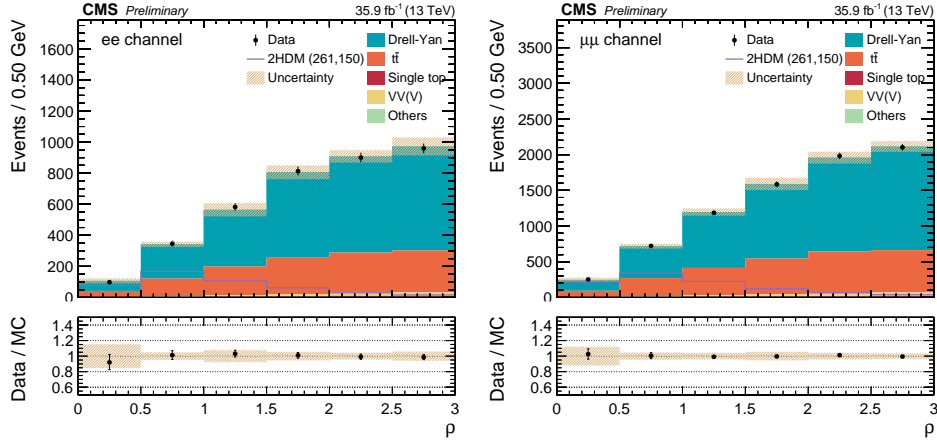 CMS Preliminary 35.9 fb⁻¹ (13 TeV)
ee channel
Data
2HDM (261,150)
Uncertainty
Drell-Yan
tt̄
Single top
VV(V)
Others
Events / 0.50 GeV
1600
1400
1200
1000
800
600
400
200
0
Data / MC
1.4
1.2
1
0.8
0.6
0 0.5 1 1.5 2 2.5 3
ρ
CMS Preliminary 35.9 fb⁻¹ (13 TeV)
μμ channel
Data
2HDM (261,150)
Uncertainty
Drell-Yan
tt̄
Single top
VV(V)
Others
Events / 0.50 GeV
3500
3000
2500
2000
1500
1000
500
0
Data / MC
1.4
1.2
1
0.8
0.6
0 0.5 1 1.5 2 2.5 3
ρ